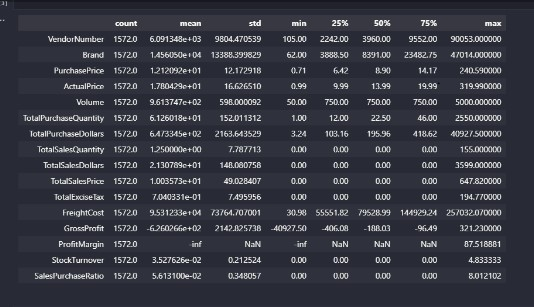 count mean std min 25% 50% 75% max
VendorNumber 1572.0 6.091348e+03 9804.470539 105.00 2242.00 3960.00 9552.00 90053.000000
Brand 1572.0 1.456050e+04 13388.399829 62.00 3888.50 8391.00 23482.75 47014.000000
PurchasePrice 1572.0 1.212092e+01 12.172918 0.71 6.42 8.90 14.17 240.590000
ActualPrice 1572.0 1.780429e+01 16.626510 0.99 9.99 13.99 19.99 319.990000
Volume 1572.0 9.613747e+02 598.000092 50.00 750.00 750.00 750.00 5000.000000
TotalPurchaseQuantity 1572.0 6.126018e+01 152.011312 1.00 12.00 22.50 46.00 2550.000000
TotalPurchaseDollars 1572.0 6.473345e+02 2163.643529 3.24 103.16 195.96 418.62 40927.500000
TotalSalesQuantity 1572.0 1.250000e+00 7.787713 0.00 0.00 0.00 0.00 155.000000
TotalSalesDollars 1572.0 2.130789e+01 148.080758 0.00 0.00 0.00 0.00 3599.000000
TotalSalesPrice 1572.0 1.003573e+01 49.028407 0.00 0.00 0.00 0.00 647.820000
TotalExciseTax 1572.0 7.040331e-01 7.495956 0.00 0.00 0.00 0.00 194.770000
FreightCost 1572.0 9.531233e+04 73764.707001 30.98 55551.82 79528.99 144929.24 257032.070000
GrossProfit 1572.0 -6.260266e+02 2142.825738 -40927.50 -406.08 -188.03 -96.49 321.230000
ProfitMargin 1572.0 -inf NaN -inf NaN NaN NaN 87.518881
StockTurnover 1572.0 3.527626e-02 0.212524 0.00 0.00 0.00 0.00 4.833333
SalesPurchaseRatio 1572.0 5.613100e-02 0.348057 0.00 0.00 0.00 0.00 8.012102